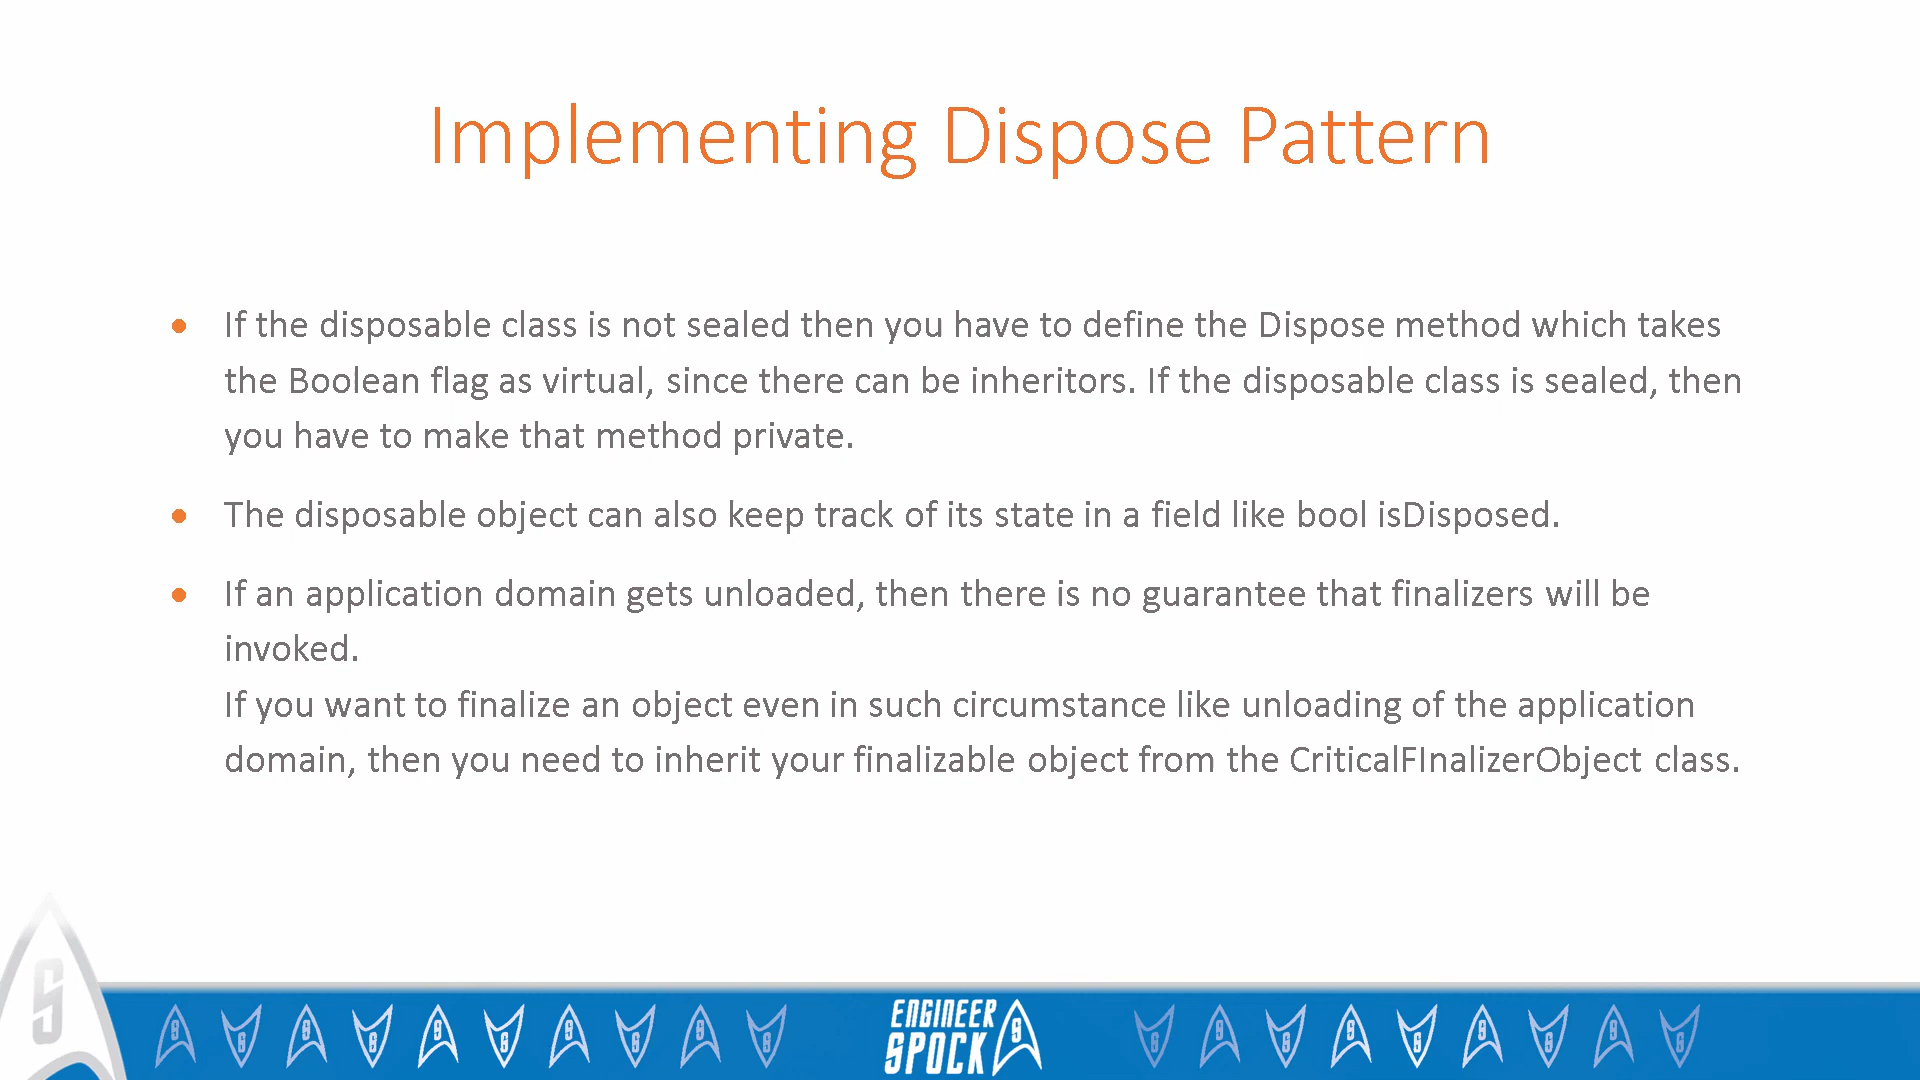 Implementing Dispose Pattern
• If the disposable class is not sealed then you have to define the Dispose method which takes
the Boolean flag as virtual, since there can be inheritors. If the disposable class is sealed, then
you have to make that method private.
• The disposable object can also keep track of its state in a field like bool isDisposed.
• If an application domain gets unloaded, then there is no guarantee that finalizers will be
invoked.
If you want to finalize an object even in such circumstance like unloading of the application
domain, then you need to inherit your finalizable object from the CriticalFInalizerObject class.
ENGINEER
SPOCK